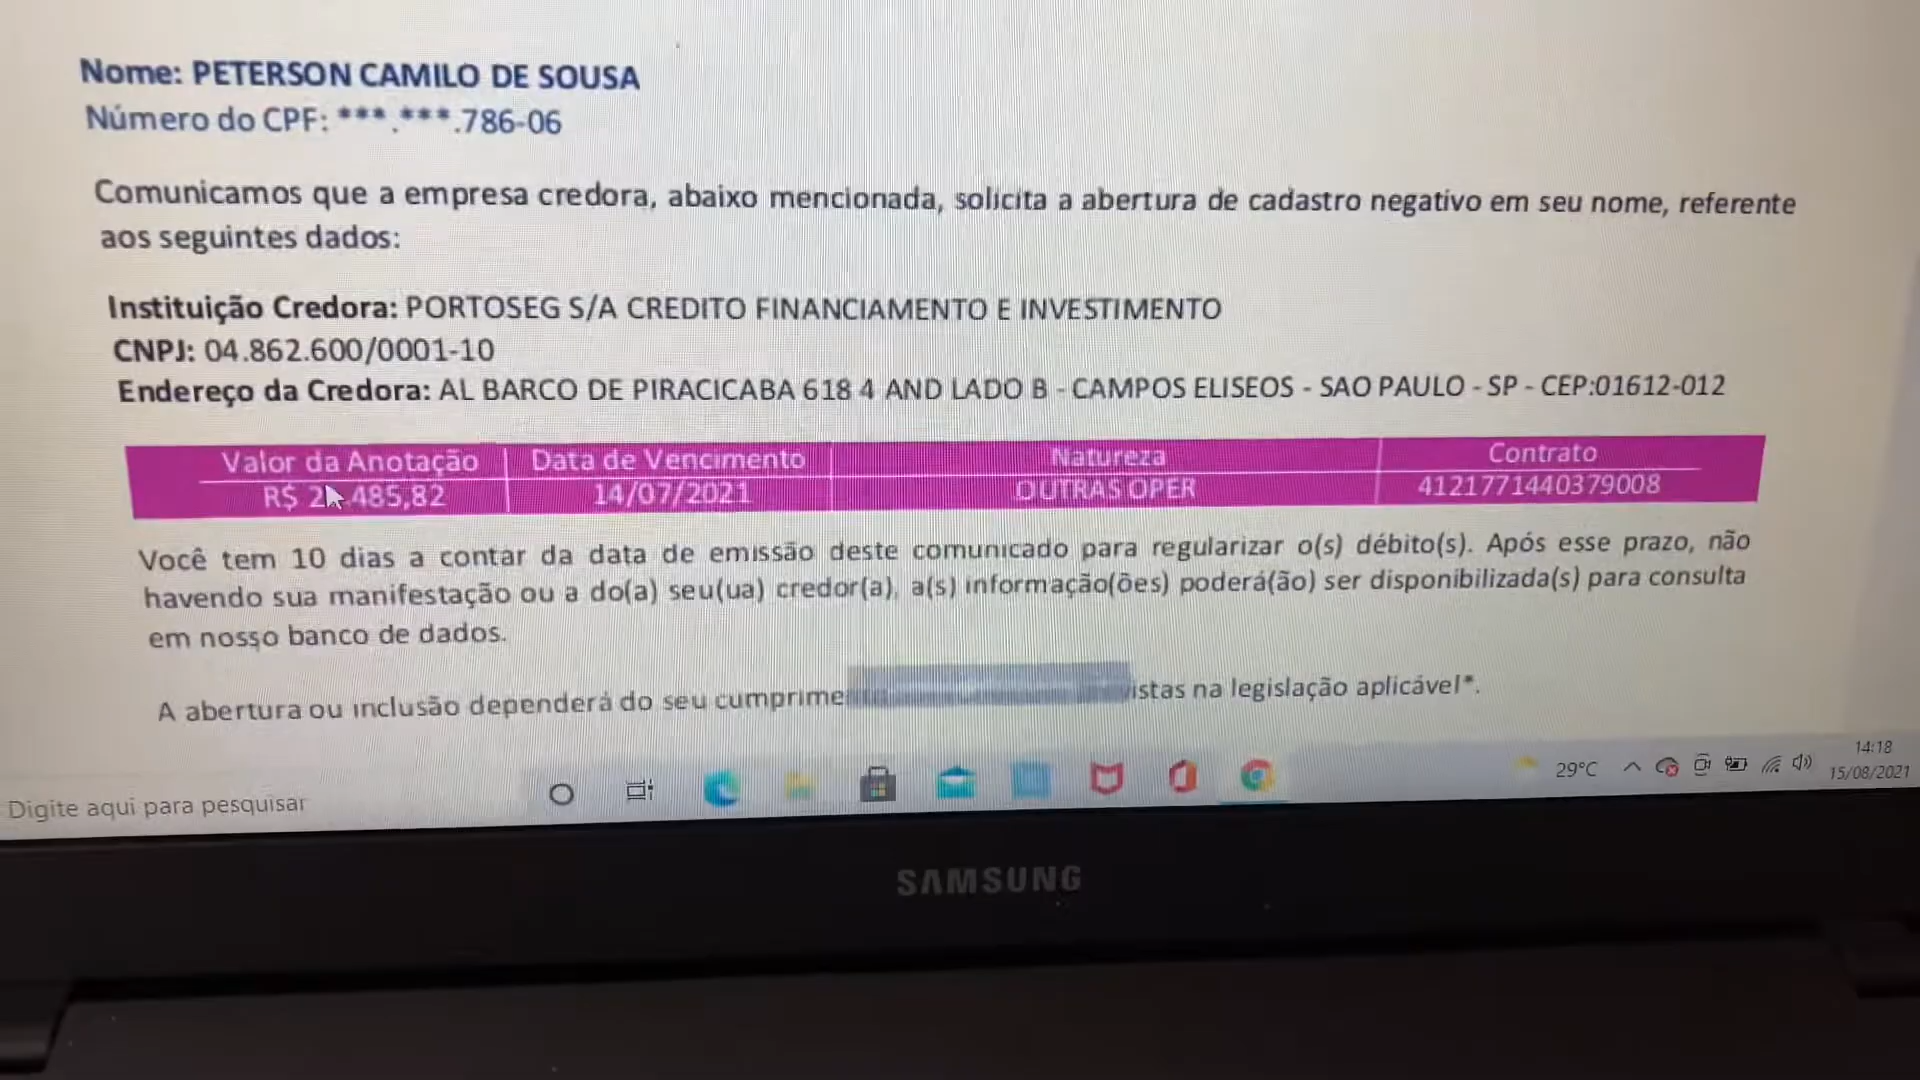 Nome: PETERSON CAMILO DE SOUSA
Número do CPF: ***.***.786-06
Comunicamos que a empresa credora, abaixo mencionada, solicita a abertura de cadastro negativo em seu nome, referente
aos seguintes dados:
Instituição Credora: PORTOSEG S/A CREDITO FINANCIAMENTO E INVESTIMENTO
CNPJ: 04.862.600/0001-10
Endereço da Credora: AL BARCO DE PIRACICABA 618 4 AND LADO B - CAMPOS ELISEOS - SAO PAULO - SP - CEP:01612-012
Valor da Anotação Data de Vencimento Natureza Contrato
R$ 14/07/2021 OUTRAS OPER 4121771440379008
Você tem 10 dias a contar da data de emissão deste comunicado para regularizar o(s) débito(s). Após esse prazo, não
havendo sua manifestação ou a do(a) seu(ua) credor(a), a(s) informação(ões) poderá(ão) ser disponibilizada(s) para consulta
em nosso banco de dados.
A abertura ou inclusão dependerá do seu na legislação aplicável*.
Digite aqui para pesquisar
29°C
14:18
15/08/2021
SAMSUNG